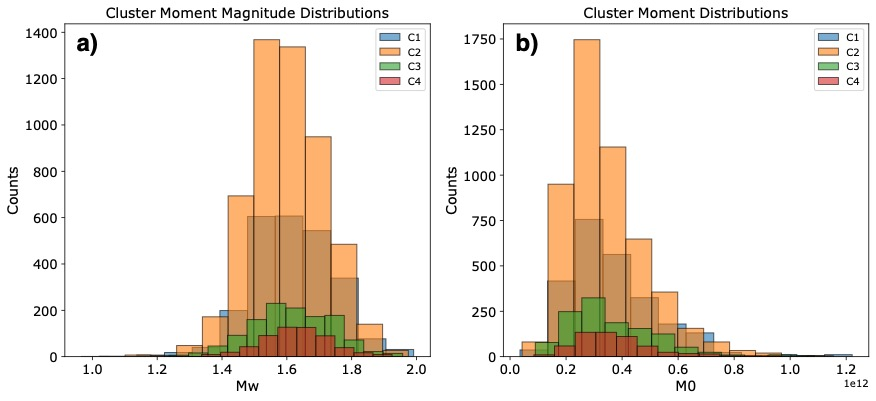 Cluster Moment Magnitude Distributions
a)
C1
C2
C3
C4
1400
1200
1000
800
600
400
200
0
Counts
1.0 1.2 1.4 1.6 1.8 2.0
Mw
Cluster Moment Distributions
b)
C1
C2
C3
C4
1750
1500
1250
1000
750
500
250
0
Counts
0.0 0.2 0.4 0.6 0.8 1.0 1.2
1e12
M0